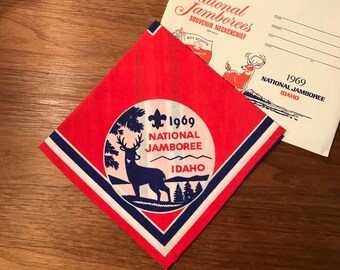 National
Jamborees
SOUVENIR NECKERCHIEF
1969
NATIONAL JAMBOREE
IDAHO
1969
NATIONAL
JAMBOREE
IDAHO